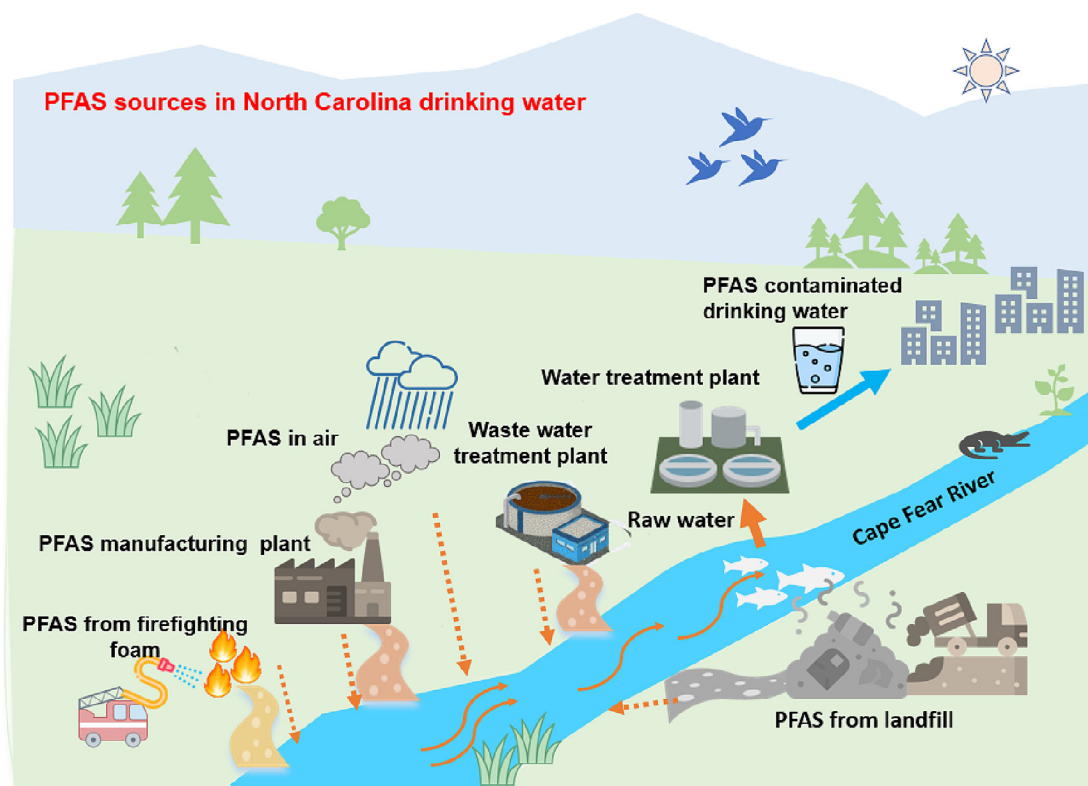 PFAS sources in North Carolina drinking water
PFAS contaminated
drinking water
Water treatment plant
PFAS in air
Waste water
treatment plant
Raw water
Cape Fear River
PFAS manufacturing plant
PFAS from firefighting
foam
PFAS from landfill